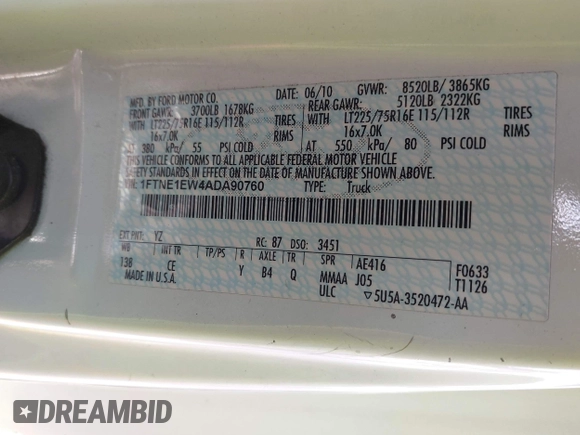 MFD. BY FORD MOTOR CO.
06/10 GVWR: 8520LB/ 3865KG
FRONT GAWR: 3700LB 1678KG
REAR GAWR: 5120LB 2322KG
WITH LT225/75R16E 115/112R TIRES
WITH LT225/75R16E 115/112R TIRES
16x7.0K RIMS
16x7.0K RIMS
AT 380 kPa/ 55 PSI COLD
AT 550 kPa/ 80 PSI COLD
THIS VEHICLE CONFORMS TO ALL APPLICABLE FEDERAL MOTOR VEHICLE
SAFETY STANDARDS IN EFFECT ON THE DATE OF MANUFACTURE SHOWN ABOVE.
VIN: 1FTNE1EW4ADA90760
TYPE: Truck
EXT PNT: YZ RC: 87 DSO: 3451
WB INT TR TP/PS R AXLE TR SPR AE416 F0633
138 CE Y B4 Q MMAA J05 T1126
MADE IN U.S.A. ULC ▽5U5A-3520472-AA
DREAMBID